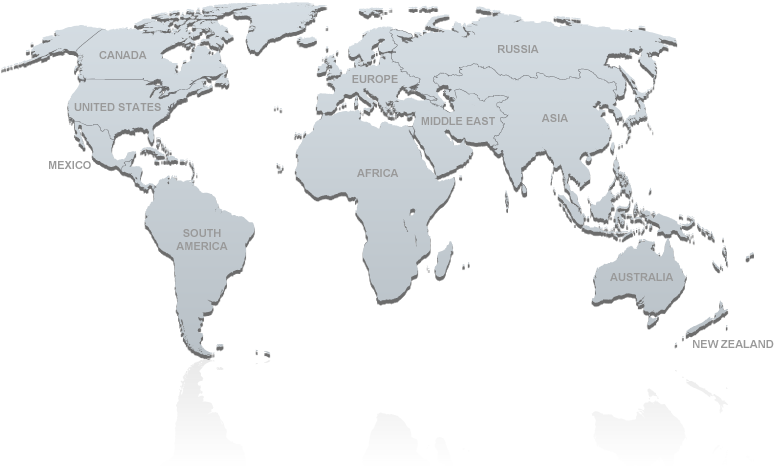 CANADA
RUSSIA
EUROPE
UNITED STATES
MIDDLE EAST
ASIA
MEXICO
AFRICA
SOUTH
AMERICA
AUSTRALIA
NEW ZEALAND